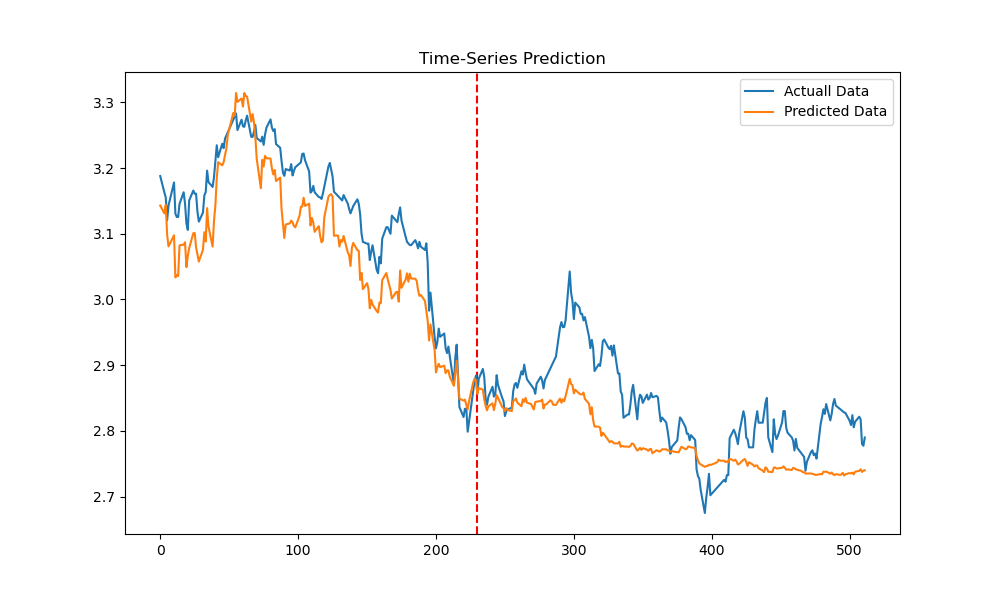 Time-Series Prediction
Actuall Data
Predicted Data
3.3
3.2
3.1
3.0
2.9
2.8
2.7
0 100 200 300 400 500